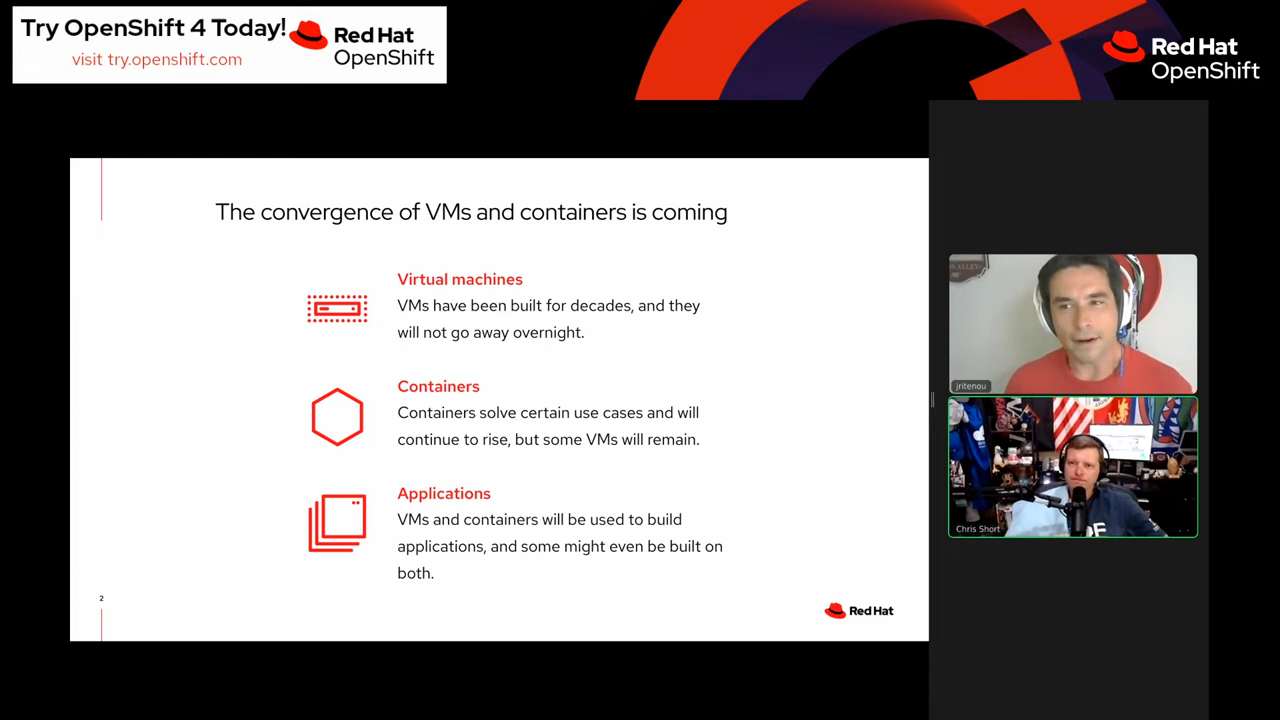 Try OpenShift 4 Today!
visit try.openshift.com
Red Hat
OpenShift
Red Hat
OpenShift
The convergence of VMs and containers is coming
Virtual machines
VMs have been built for decades, and they
will not go away overnight.
Containers
Containers solve certain use cases and will
continue to rise, but some VMs will remain.
Applications
VMs and containers will be used to build
applications, and some might even be built on
both.
2
Red Hat
ALLEY
jritenou
Chris Short